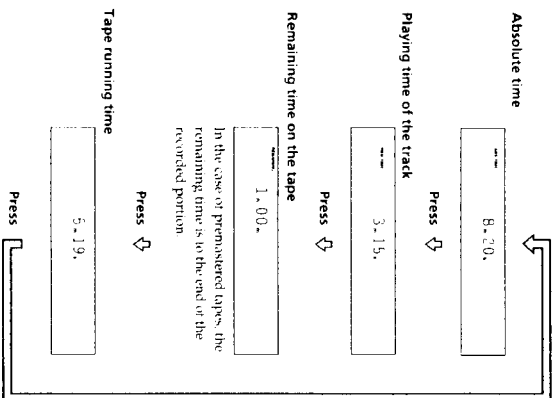 Absolute time
8-20.
Press
Playing time of the track
3-15.
Press
Remaining time on the tape
1.00-
In the case of premastered tapes, the
remaining time is to the end of the
recorded portion.
Press
Tape running time
5-19.
Press